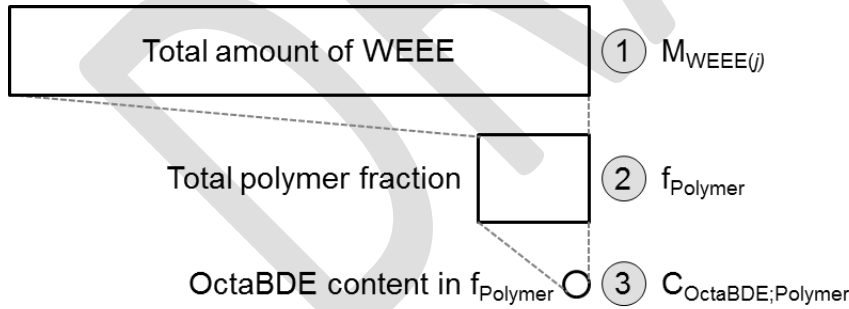 Total amount of WEEE 1 M_WEEE(j)
Total polymer fraction 2 f_Polymer
OctaBDE content in f_Polymer 3 C_OctaBDE;Polymer